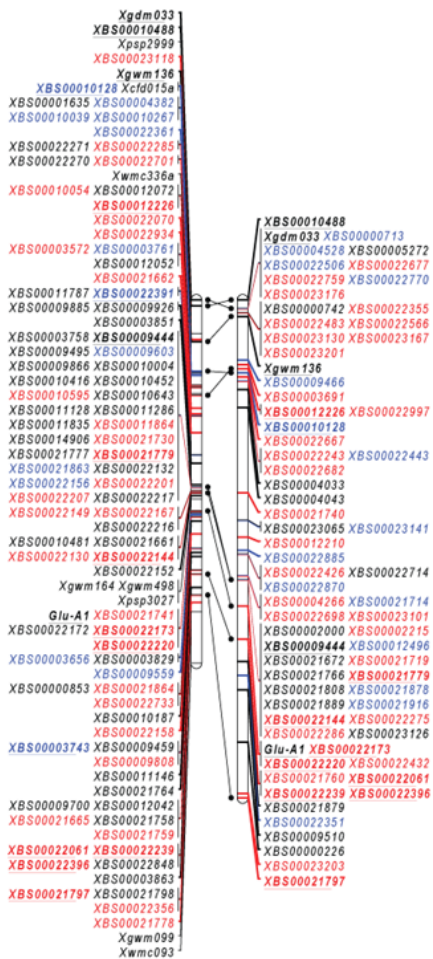 Xgdm033
XBS00010488
Xpsp2999
XBS00023118
Xgwm136
XBS00010128 Xcfd015a
XBS00001635 XBS00004382
XBS00010039 XBS00010267
XBS00022361
XBS00022271 XBS00022285
XBS00022270 XBS00022701
Xwmc336a
XBS00010054 XBS00012072
XBS00012226
XBS00022070
XBS00022934
XBS00003572 XBS00003761
XBS00012052
XBS00021662
XBS00011787 XBS00022391
XBS00009885 XBS00009926
XBS00003851
XBS00003758 XBS00009444
XBS00009495 XBS00009603
XBS00009866 XBS00010004
XBS00010416 XBS00010452
XBS00010595 XBS00010643
XBS00011128 XBS00011286
XBS00011835 XBS00011864
XBS00014906 XBS00021730
XBS00021777 XBS00021779
XBS00021863 XBS00022132
XBS00022156 XBS00022201
XBS00022207 XBS00022217
XBS00022149 XBS00022167
XBS00022216
XBS00010481 XBS00021661
XBS00022130 XBS00022144
XBS00022152
Xgwm164 Xgwm498
Xpsp3027
Glu-A1 XBS00021741
XBS00022172 XBS00022173
XBS00022220
XBS00003656 XBS00003829
XBS00009559
XBS00000853 XBS00021864
XBS00022733
XBS00010187
XBS00022158
XBS00003743 XBS00009459
XBS00009808
XBS00011146
XBS00021764
XBS00009700 XBS00012042
XBS00021665 XBS00021758
XBS00021759
XBS00022061 XBS00022239
XBS00022396 XBS00022848
XBS00003863
XBS00021797 XBS00021798
XBS00022356
XBS00021778
Xgwm099
Xwmc093
XBS00010488
Xgdm033 XBS00000713
XBS00004528 XBS00005272
XBS00022506 XBS00022677
XBS00022759 XBS00022770
XBS00023176
XBS00000742 XBS00022355
XBS00022483 XBS00022566
XBS00023130 XBS00023167
XBS00023201
Xgwm136
XBS00009466
XBS00003691
XBS00012226 XBS00022997
XBS00010128
XBS00022667
XBS00022243 XBS00022443
XBS00022682
XBS00004033
XBS00004043
XBS00021740
XBS00023065 XBS00023141
XBS00012210
XBS00022885
XBS00022426 XBS00022714
XBS00022870
XBS00004266 XBS00021714
XBS00022698 XBS00023101
XBS00002000 XBS00002215
XBS00009444 XBS00012496
XBS00021672 XBS00021719
XBS00021766 XBS00021779
XBS00021808 XBS00021878
XBS00021889 XBS00021916
XBS00022144 XBS00022275
XBS00022286 XBS00023126
Glu-A1 XBS00022173
XBS00022220 XBS00022432
XBS00021760 XBS00022061
XBS00022239 XBS00022396
XBS00021879
XBS00022351
XBS00009510
XBS00000226
XBS00023203
XBS00021797